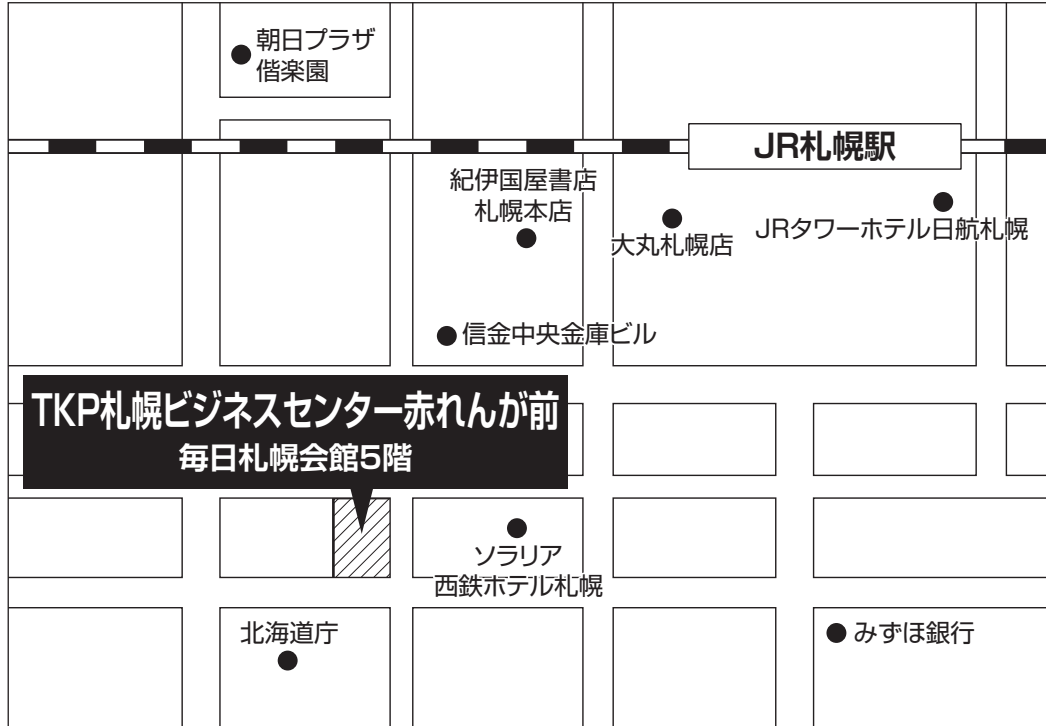 朝日プラザ
偕楽園
JR札幌駅
紀伊国屋書店
札幌本店
大丸札幌店
JRタワーホテル日航札幌
信金中央金庫ビル
TKP札幌ビジネスセンター赤れんが前
毎日札幌会館5階
ソラリア
西鉄ホテル札幌
北海道庁
みずほ銀行